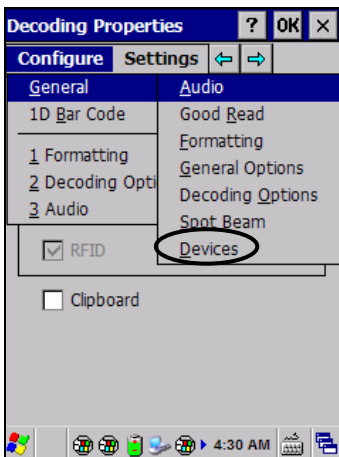 Decoding Properties ? OK ×
Configure Settings
General
1D Bar Code
1 Formatting
2 Decoding Opti
3 Audio
Audio
Good Read
Formatting
General Options
Decoding Options
Spot Beam
Devices
RFID
Clipboard
4:30 AM